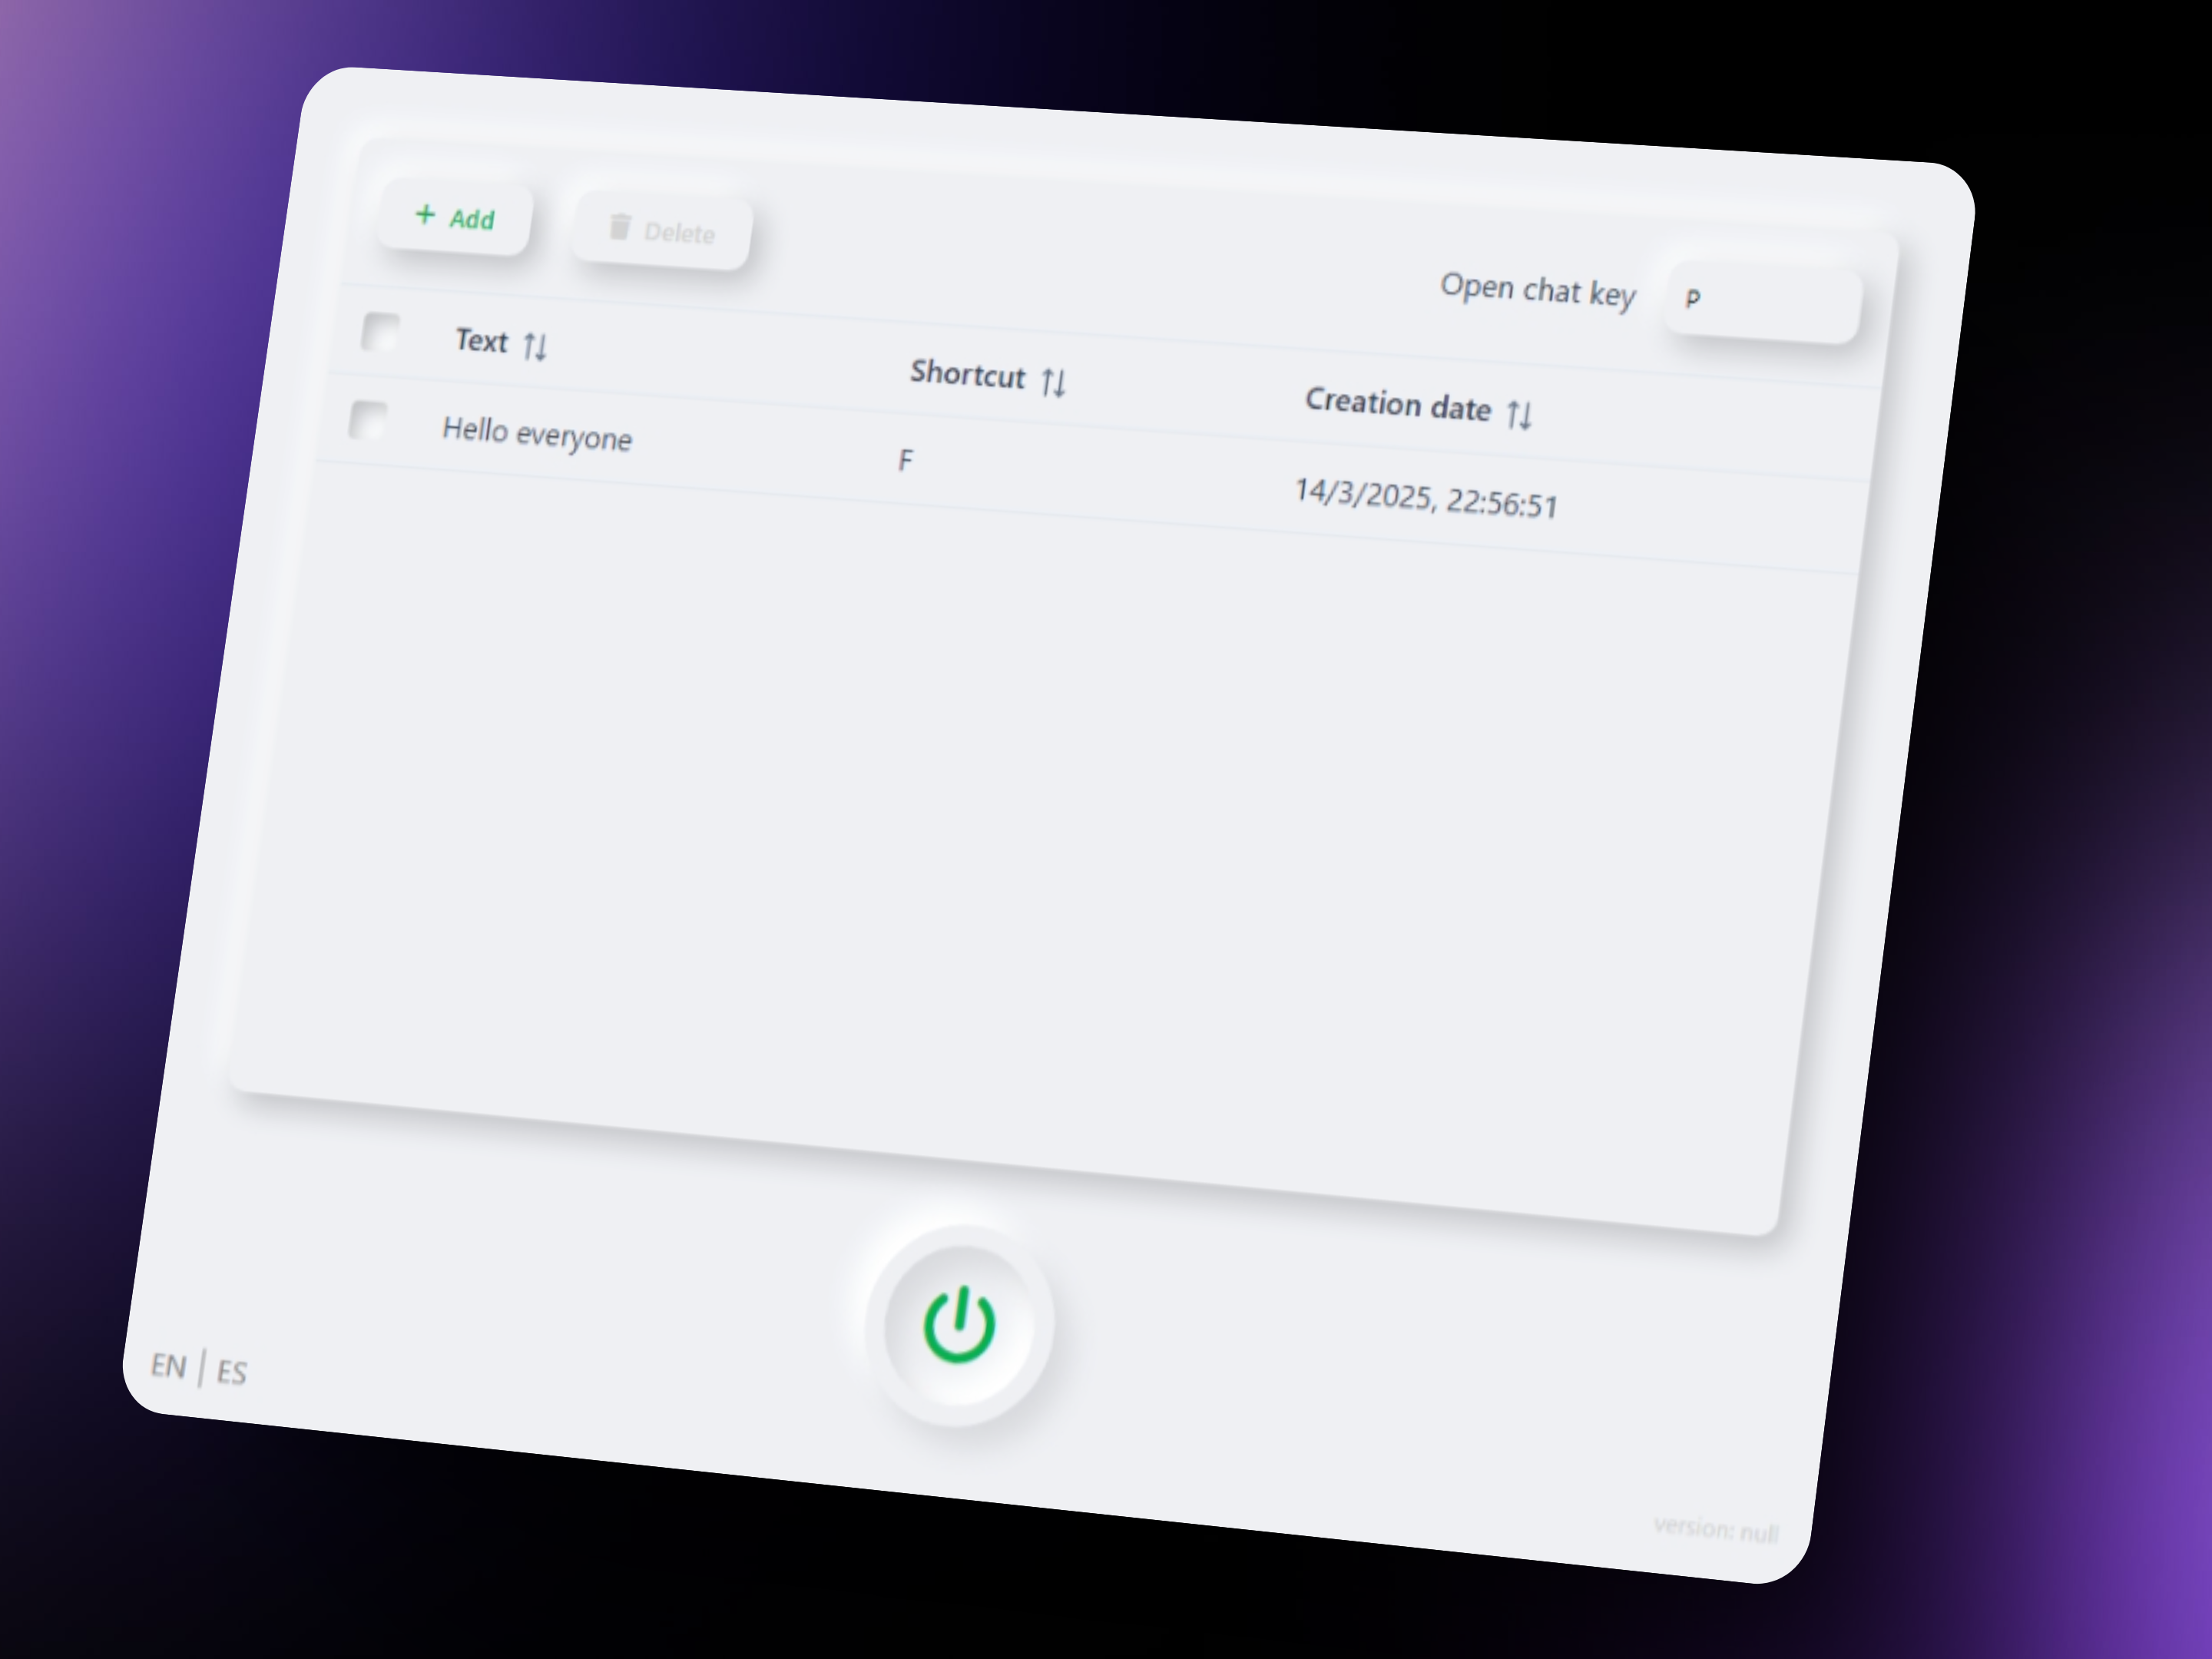 Add
Delete
Open chat key
P
Text
Shortcut
Creation date
Hello everyone
F
14/3/2025, 22:56:51
EN | ES
version: null